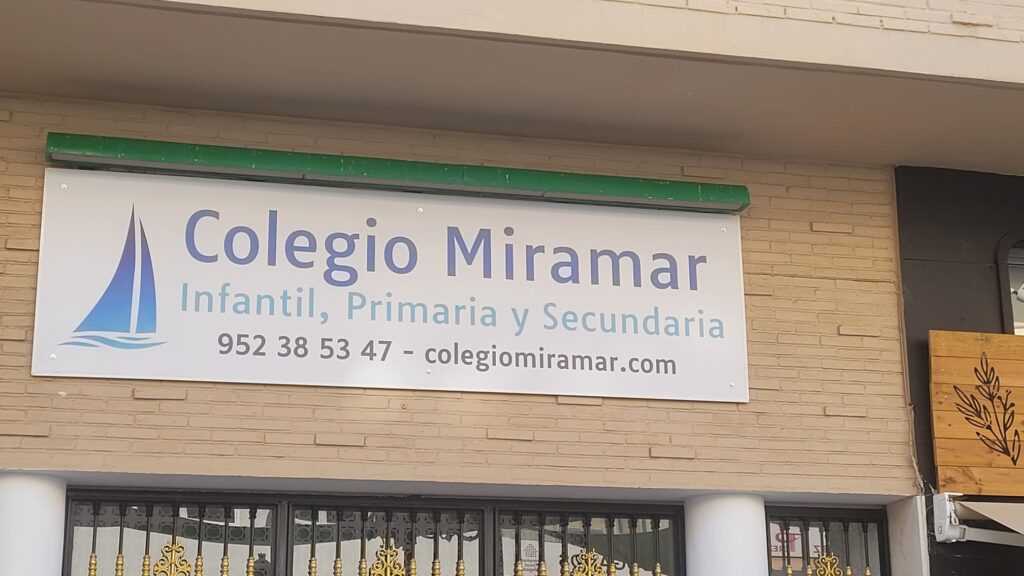 Colegio Miramar
Infantil, Primaria y Secundaria
952 38 53 47 - colegiomiramar.com